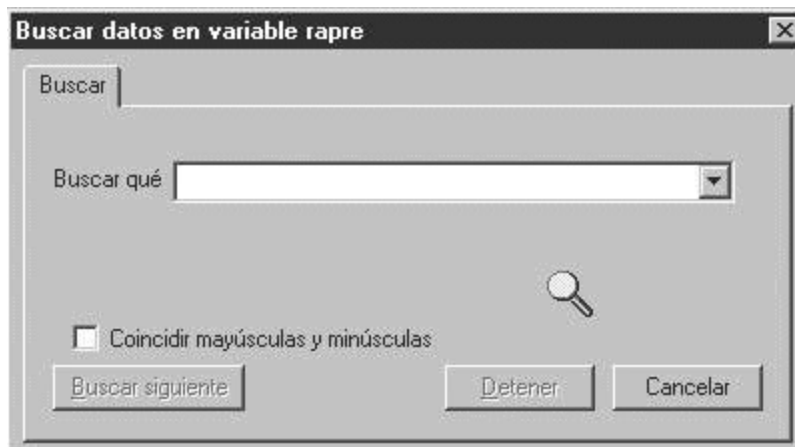 Buscar datos en variable rapre
Buscar
Buscar qué
Coincidir mayúsculas y minúsculas
Buscar siguiente Detener Cancelar